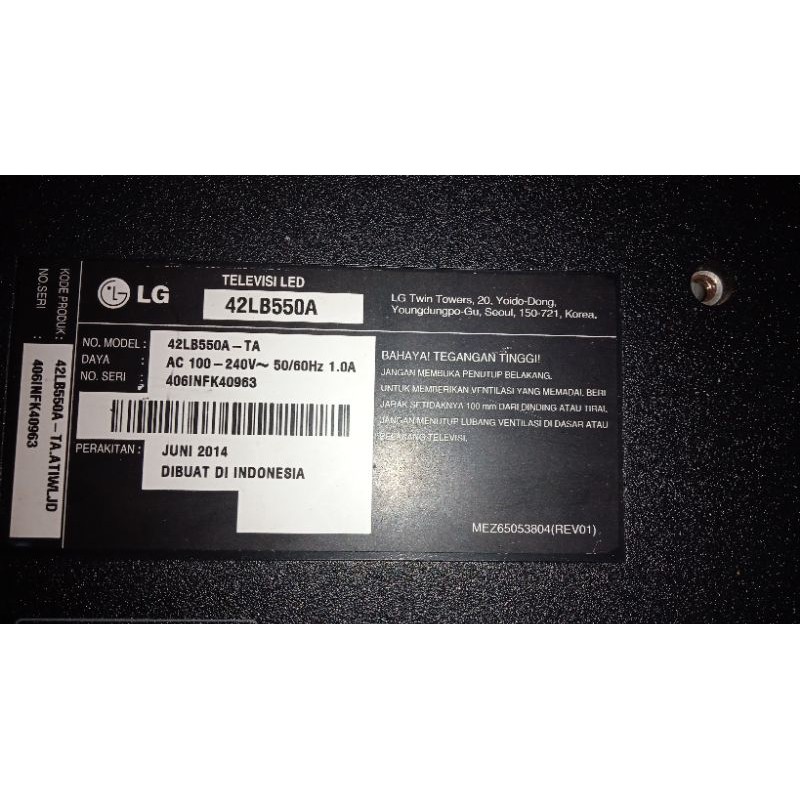 LG
TELEVISI LED
42LB550A
LG Twin Towers, 20, Yoido-Dong,
Youngdungpo-Gu, Seoul, 150-721, Korea.
NO. MODEL : 42LB550A-TA
DAYA : AC 100-240V~ 50/60Hz 1.0A
NO. SERI : 406INFK40963
PERAKITAN : JUNI 2014
DIBUAT DI INDONESIA
BAHAYA! TEGANGAN TINGGI!
JANGAN MEMBUKA PENUTUP BELAKANG.
UNTUK MEMBERIKAN VENTILASI YANG MEMADAI, BERI
JARAK SETIDAKNYA 100 mm DARI DINDING ATAU TIRAI.
JANGAN MENUTUP LUBANG VENTILASI DI DASAR ATAU
BELAKANG TELEVISI.
MEZ65053804(REV01)
KODE PRODUK : 42LB550A-TA.ATIWLJD
NO.SERI : 406INFK40963